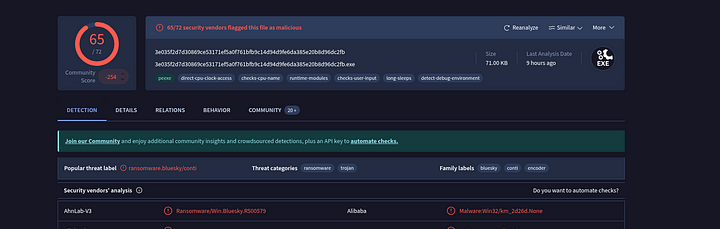 65
/ 72
Community
Score
-254
65/72 security vendors flagged this file as malicious
Reanalyze
Similar
More
3e035f2d7d30869ce53171ef5a0f761bfb9c14d94d9fe6da385e20b8d96dc2fb
3e035f2d7d30869ce53171ef5a0f761bfb9c14d94d9fe6da385e20b8d96dc2fb.exe
Size
71.00 KB
Last Analysis Date
9 hours ago
EXE
peexe
direct-cpu-clock-access
checks-cpu-name
runtime-modules
checks-user-input
long-sleeps
detect-debug-environment
DETECTION
DETAILS
RELATIONS
BEHAVIOR
COMMUNITY
20+
Join our Community and enjoy additional community insights and crowdsourced detections, plus an API key to automate checks.
Popular threat label
ransomware.bluesky/conti
Threat categories
ransomware
trojan
Family labels
bluesky
conti
encoder
Security vendors' analysis
Do you want to automate checks?
AhnLab-V3
Ransomware/Win.Bluesky.R500579
Alibaba
Malware:Win32/km_2d26d.None